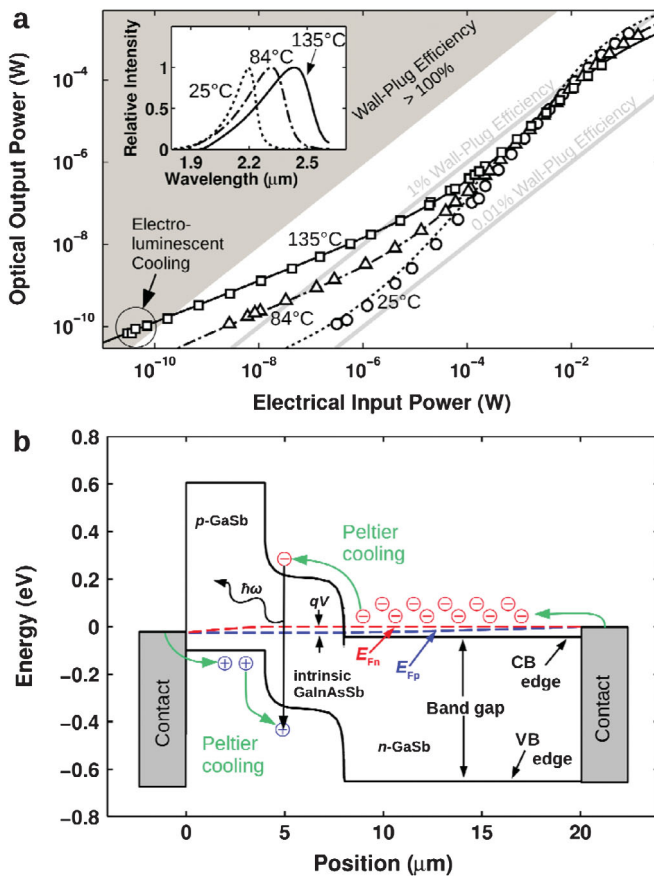 a
Optical Output Power (W)
10⁻⁴
10⁻⁶
10⁻⁸
10⁻¹⁰
Relative Intensity
1
0.5
0
25°C
84°C
135°C
1.9
2.2
2.5
Wavelength (μm)
Wall-Plug Efficiency
> 100%
1% Wall-Plug Efficiency
0.01% Wall-Plug Efficiency
Electro-
luminescent
Cooling
135°C
84°C
25°C
10⁻¹⁰
10⁻⁸
10⁻⁶
10⁻⁴
10⁻²
Electrical Input Power (W)
b
Energy (eV)
0.8
0.6
0.4
0.2
0
−0.2
−0.4
−0.6
−0.8
p-GaSb
Peltier
cooling
ħω
qV
E_Fn
E_Fp
intrinsic
GaInAsSb
CB
edge
Band gap
Contact
Contact
Peltier
cooling
n-GaSb
VB
edge
0
5
10
15
20
Position (μm)